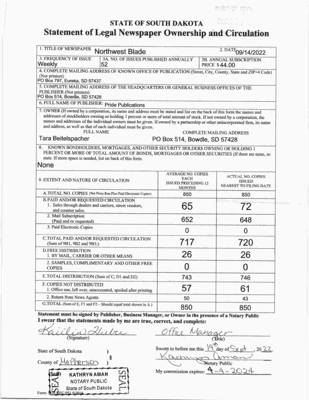 STATE OF SOUTH DAKOTA
Statement of Legal Newspaper Ownership and Circulation
1. TITLE OF NEWSPAPER Northwest Blade
2. DATE 09/14/2022
3. FREQUENCY OF ISSUE Weekly
3A. NO. OF ISSUES PUBLISHED ANNUALLY 52
3B. ANNUAL SUBSCRIPTION PRICE $44.00
4. COMPLETE MAILING ADDRESS OF KNOWN OFFICE OF PUBLICATION (Street, City, County, State and ZIP+4 Code)
(Not printers)
PO BOX 797, Eureka, SD 57437
5. COMPLETE MAILING ADDRESS OF THE HEADQUARTERS OR GENERAL BUSINESS OFFICES OF THE
PUBLISHER (Not printers)
PO Box 514, Bowdle, SD 57428
6. FULL NAME OF PUBLISHER: Pride Publications
7. OWNER (If owned by a corporation, its name and address must be stated and list on the back of this form the names and
addresses of stockholders owning or holding 1 percent or more of total amount of stock. If not owned by a corporation, the
names and addresses of the individual owners must be given. If owned by a partnership or other unincorporated firm, its name
and address, as well as that of each individual must be given.
FULL NAME COMPLETE MAILING ADDRESS
Tara Beitelspacher PO Box 514, Bowdle, SD 57428
8. KNOWN BONDHOLDERS, MORTGAGES, AND OTHER SECURITY HOLDERS OWNING OR HOLDING 1
PERCENT OR MORE OF TOTAL AMOUNT OF BONDS, MORTGAGES OR OTHER SECURITIES (If there are none, so
state. If more space is needed, list on back of this form.
None
8. EXTENT AND NATURE OF CIRCULATION
AVERAGE NO. COPIES EACH ISSUED PRECEDING 12 MONTHS
ACTUAL NO. COPIES ISSUED NEAREST TO FILING DATE
A.TOTAL NO. COPIES (Net Press Run Plus Paid Electronic Copies) 850 850
B.PAID AND/OR REQUESTED CIRCULATION
1. Sales through dealers and carriers, street vendors,
and counter sales. 65 72
2. Mail Subscription
(Paid and/or requested) 652 648
3. Paid Electronic Copies 0 0
C.TOTAL PAID AND/OR REQUESTED CIRCULATION
(Sum of 9B1, 9B2 and 9B3.) 717 720
D.FREE DISTRIBUTION
1. BY MAIL, CARRIER OR OTHER MEANS 26 26
2. SAMPLES, COMPLIMENTARY AND OTHER FREE
COPIES 0 0
E. TOTAL DISTRIBUTION (Sum of C, D1 and D2) 743 746
F. COPIES NOT DISTRIBUTED
1. Office use, left over, unaccounted, spoiled after printing 57 61
2. Return from News Agents 50 43
G.TOTAL (Sum of E, F1 and F2 - Should equal total shown in A.) 850 850
Statement must be signed by Publisher, Business Manager, or Owner in the presence of a Notary Public
I swear that the statements made by me are true, correct, and complete:
Office Manager
(Signature) (Title)
State of South Dakota )
Sworn to before me this 14th day of Sept, 2022
County of McPherson )
Kathryn Aman
Notary Public
My commission expires 4-4-2024
SEAL KATHRYN AMAN SEAL
NOTARY PUBLIC
State of South Dakota